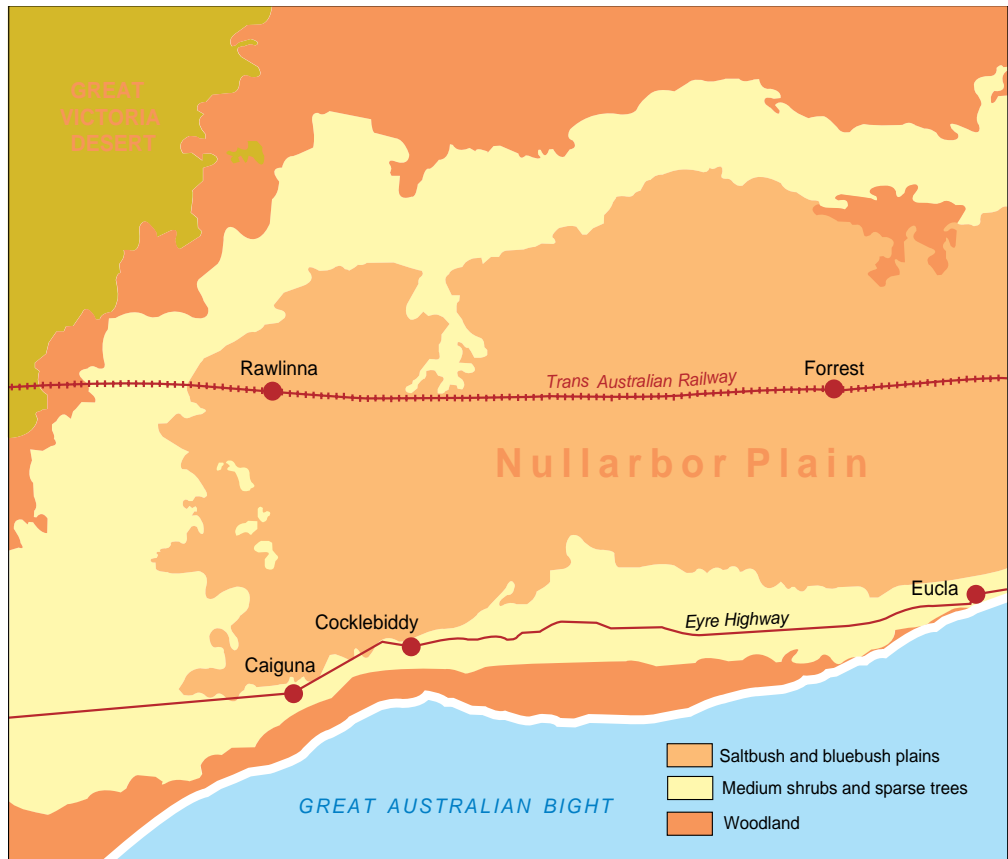 GREAT
VICTORIA
DESERT
Rawlinna
Trans Australian Railway
Forrest
Nullarbor Plain
Eucla
Cocklebiddy
Eyre Highway
Caiguna
Saltbush and bluebush plains
Medium shrubs and sparse trees
GREAT AUSTRALIAN BIGHT
Woodland